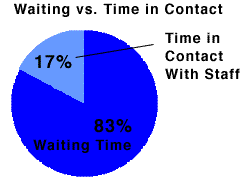 Waiting vs. Time in Contact
17%
Time in
Contact
With Staff
83%
Waiting Time